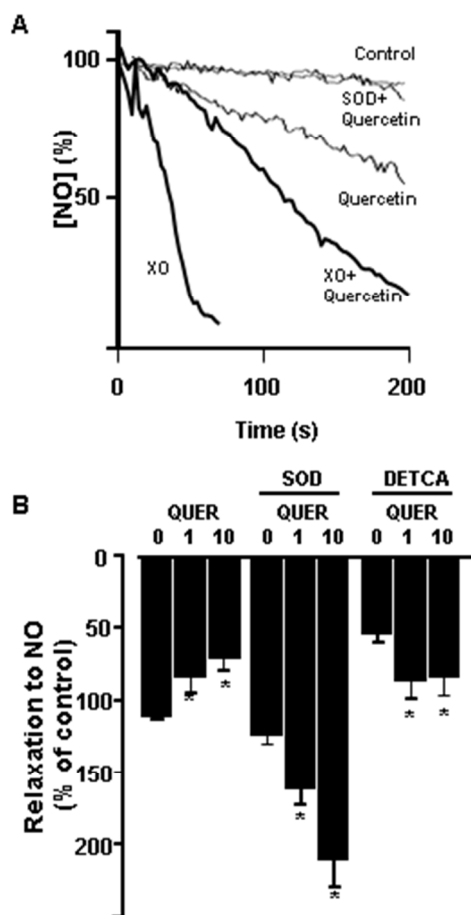 A
[NO] (%)
100
50
Control
SOD+
Quercetin
Quercetin
XO
XO+
Quercetin
0 100 200
Time (s)
B
SOD DETCA
QUER QUER QUER
0 1 10 0 1 10 0 1 10
Relaxation to NO
(% of control)
0
50
100
150
200
* *
* *
* *